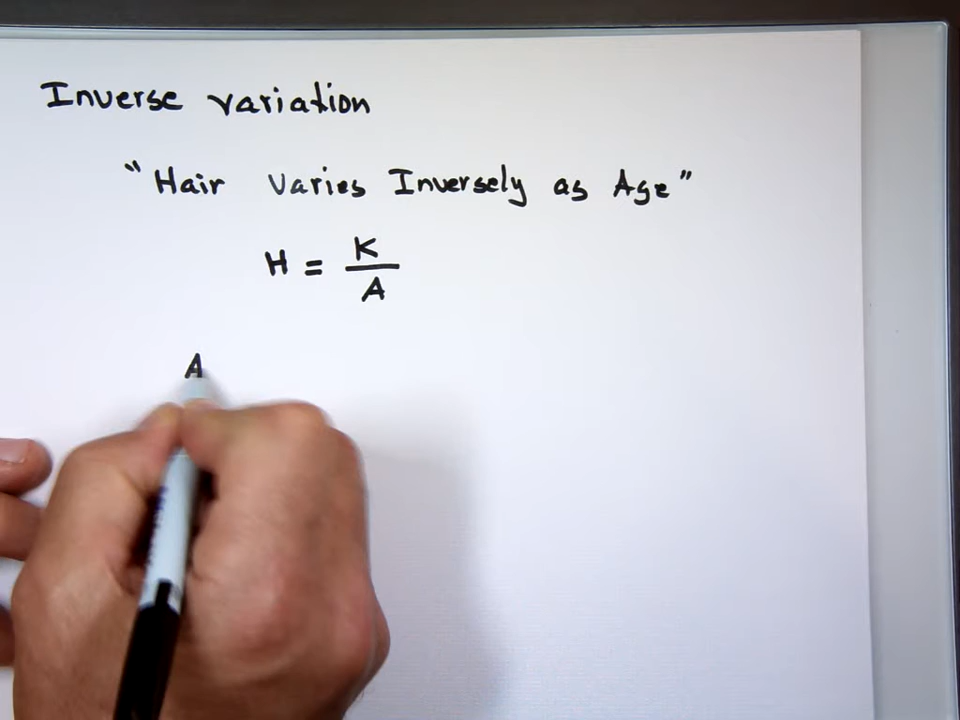 Inverse variation
"Hair varies Inversely as Age"
H = K / A
A